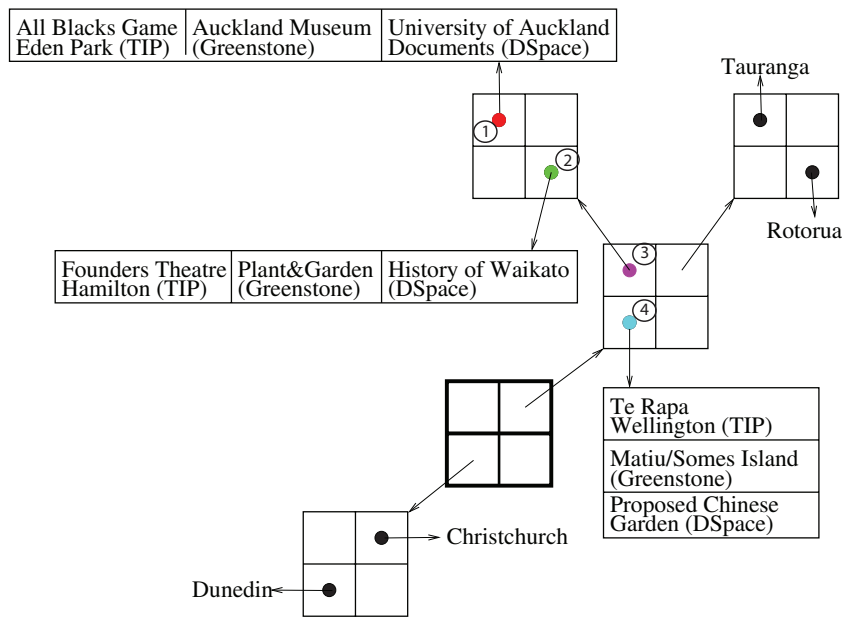 All Blacks Game
Eden Park (TIP)
Auckland Museum
(Greenstone)
University of Auckland
Documents (DSpace)
Tauranga
1
2
Rotorua
Founders Theatre
Hamilton (TIP)
Plant&Garden
(Greenstone)
History of Waikato
(DSpace)
3
4
Te Rapa
Wellington (TIP)
Matiu/Somes Island
(Greenstone)
Proposed Chinese
Garden (DSpace)
Christchurch
Dunedin